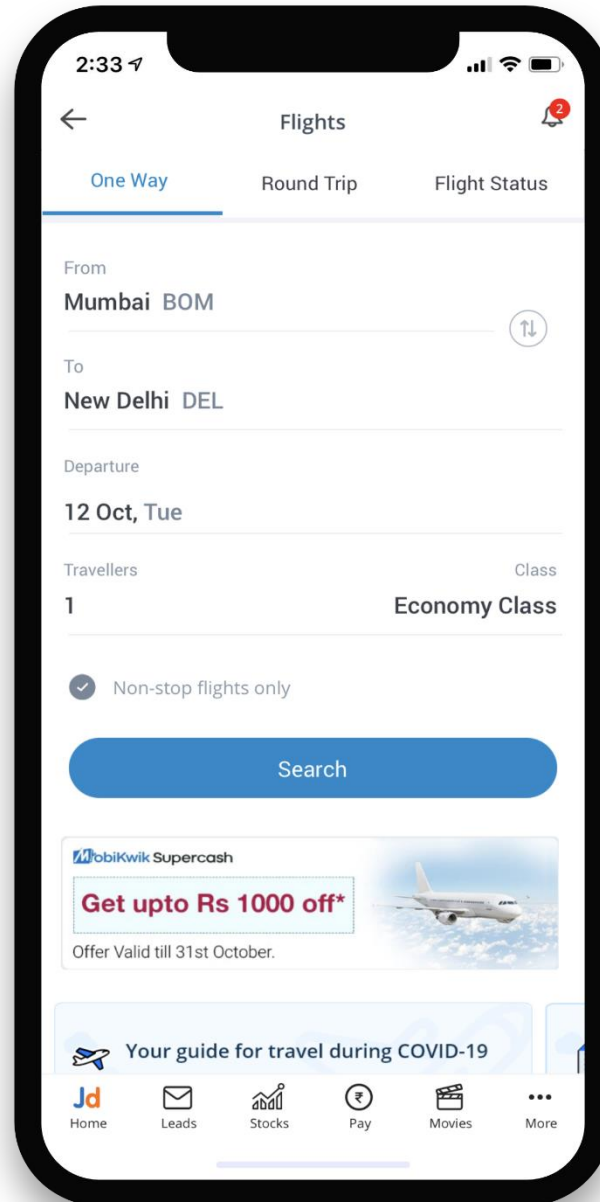 2:33
Flights
2
One Way Round Trip Flight Status
From
Mumbai BOM
To
New Delhi DEL
Departure
12 Oct, Tue
Travellers Class
1 Economy Class
Non-stop flights only
Search
MobiKwik Supercash
Get upto Rs 1000 off*
Offer Valid till 31st October.
Your guide for travel during COVID-19
Jd
Home Leads Stocks Pay Movies More